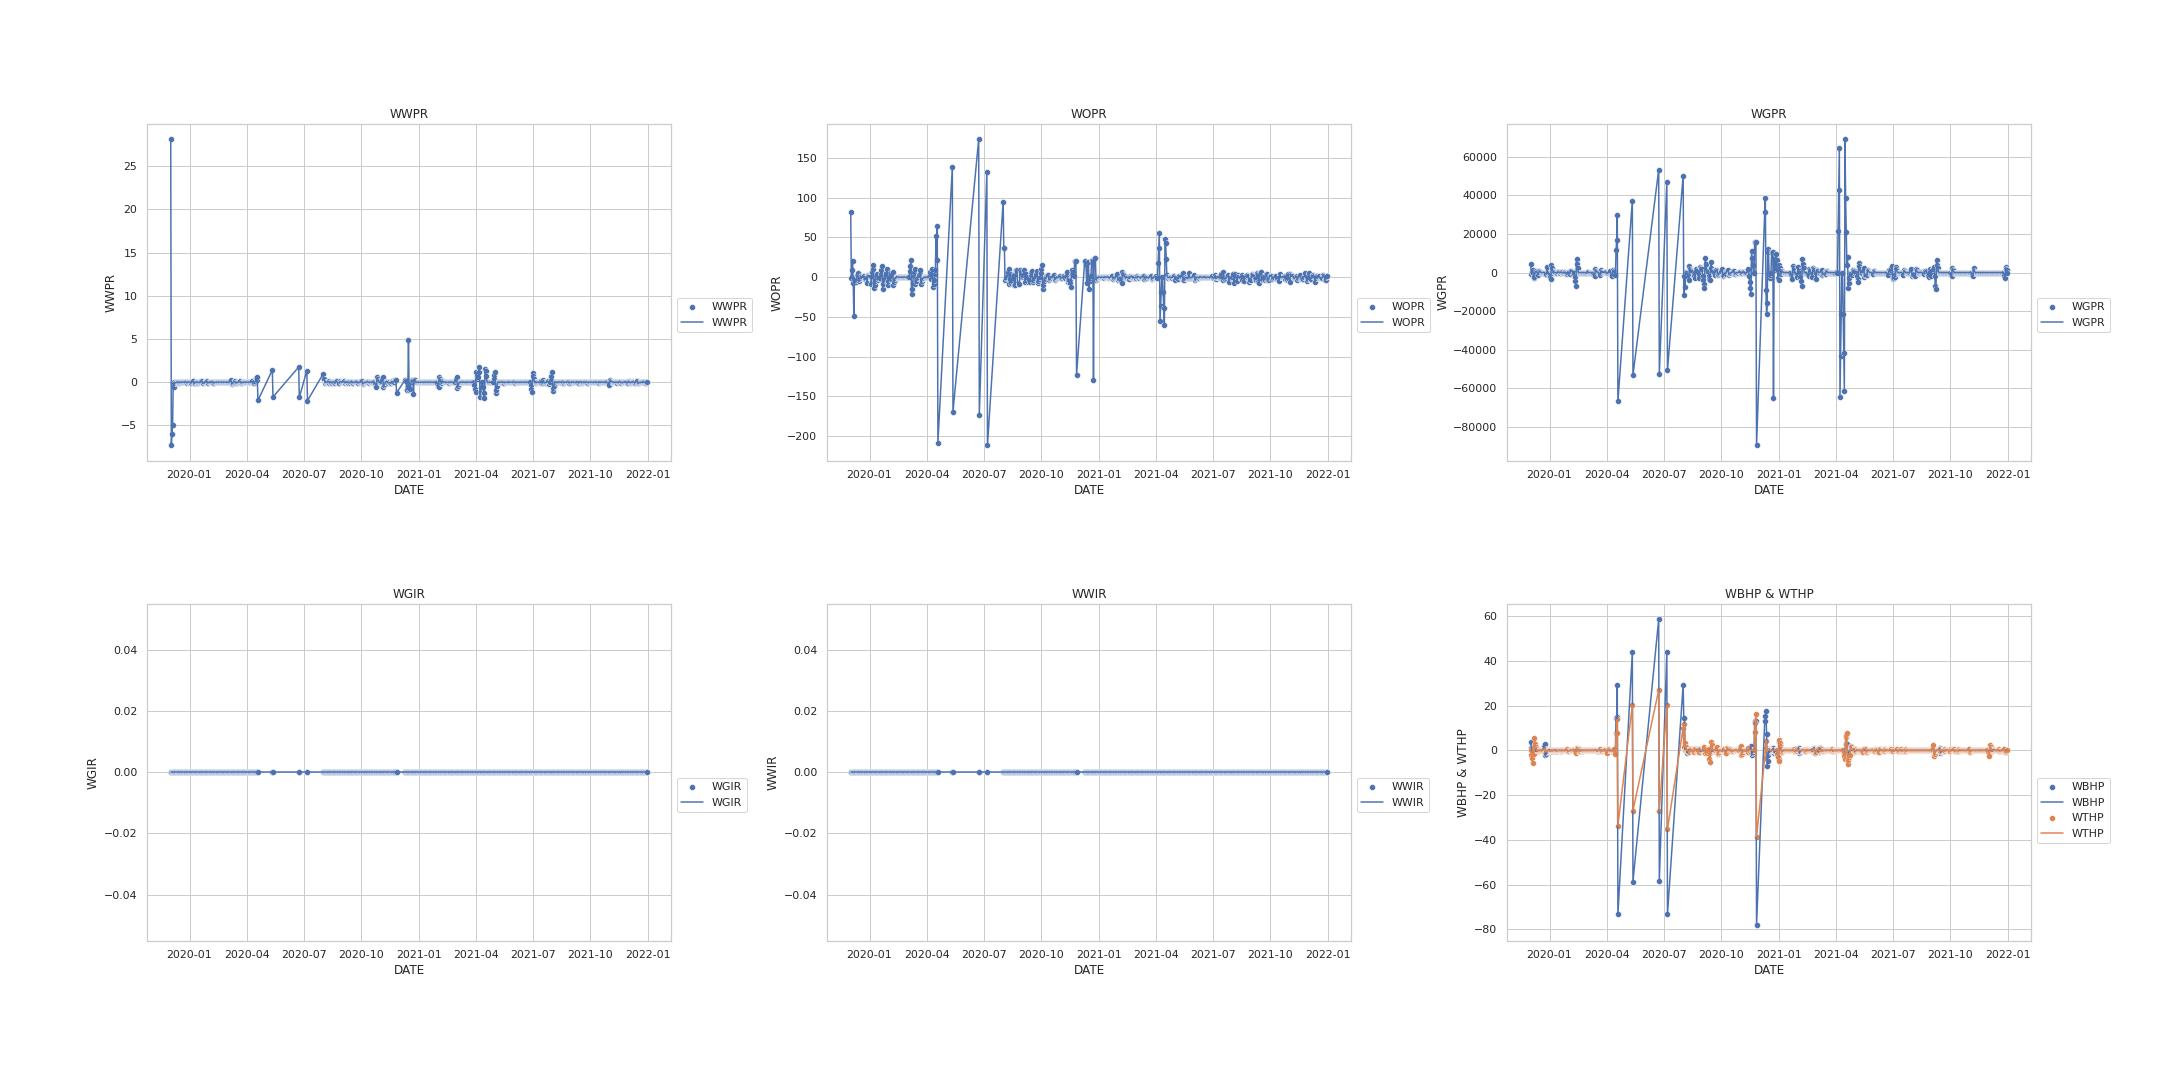 WWPR
WWPR
25
20
15
10
5
0
−5
2020-01 2020-04 2020-07 2020-10 2021-01 2021-04 2021-07 2021-10 2022-01
DATE
WWPR
WWPR
WOPR
WOPR
150
100
50
0
−50
−100
−150
−200
2020-01 2020-04 2020-07 2020-10 2021-01 2021-04 2021-07 2021-10 2022-01
DATE
WOPR
WOPR
WGPR
WGPR
60000
40000
20000
0
−20000
−40000
−60000
−80000
2020-01 2020-04 2020-07 2020-10 2021-01 2021-04 2021-07 2021-10 2022-01
DATE
WGPR
WGPR
WGIR
WGIR
0.04
0.02
0.00
−0.02
−0.04
2020-01 2020-04 2020-07 2020-10 2021-01 2021-04 2021-07 2021-10 2022-01
DATE
WGIR
WGIR
WWIR
WWIR
0.04
0.02
0.00
−0.02
−0.04
2020-01 2020-04 2020-07 2020-10 2021-01 2021-04 2021-07 2021-10 2022-01
DATE
WWIR
WWIR
WBHP & WTHP
WBHP & WTHP
60
40
20
0
−20
−40
−60
−80
2020-01 2020-04 2020-07 2020-10 2021-01 2021-04 2021-07 2021-10 2022-01
DATE
WBHP
WBHP
WTHP
WTHP